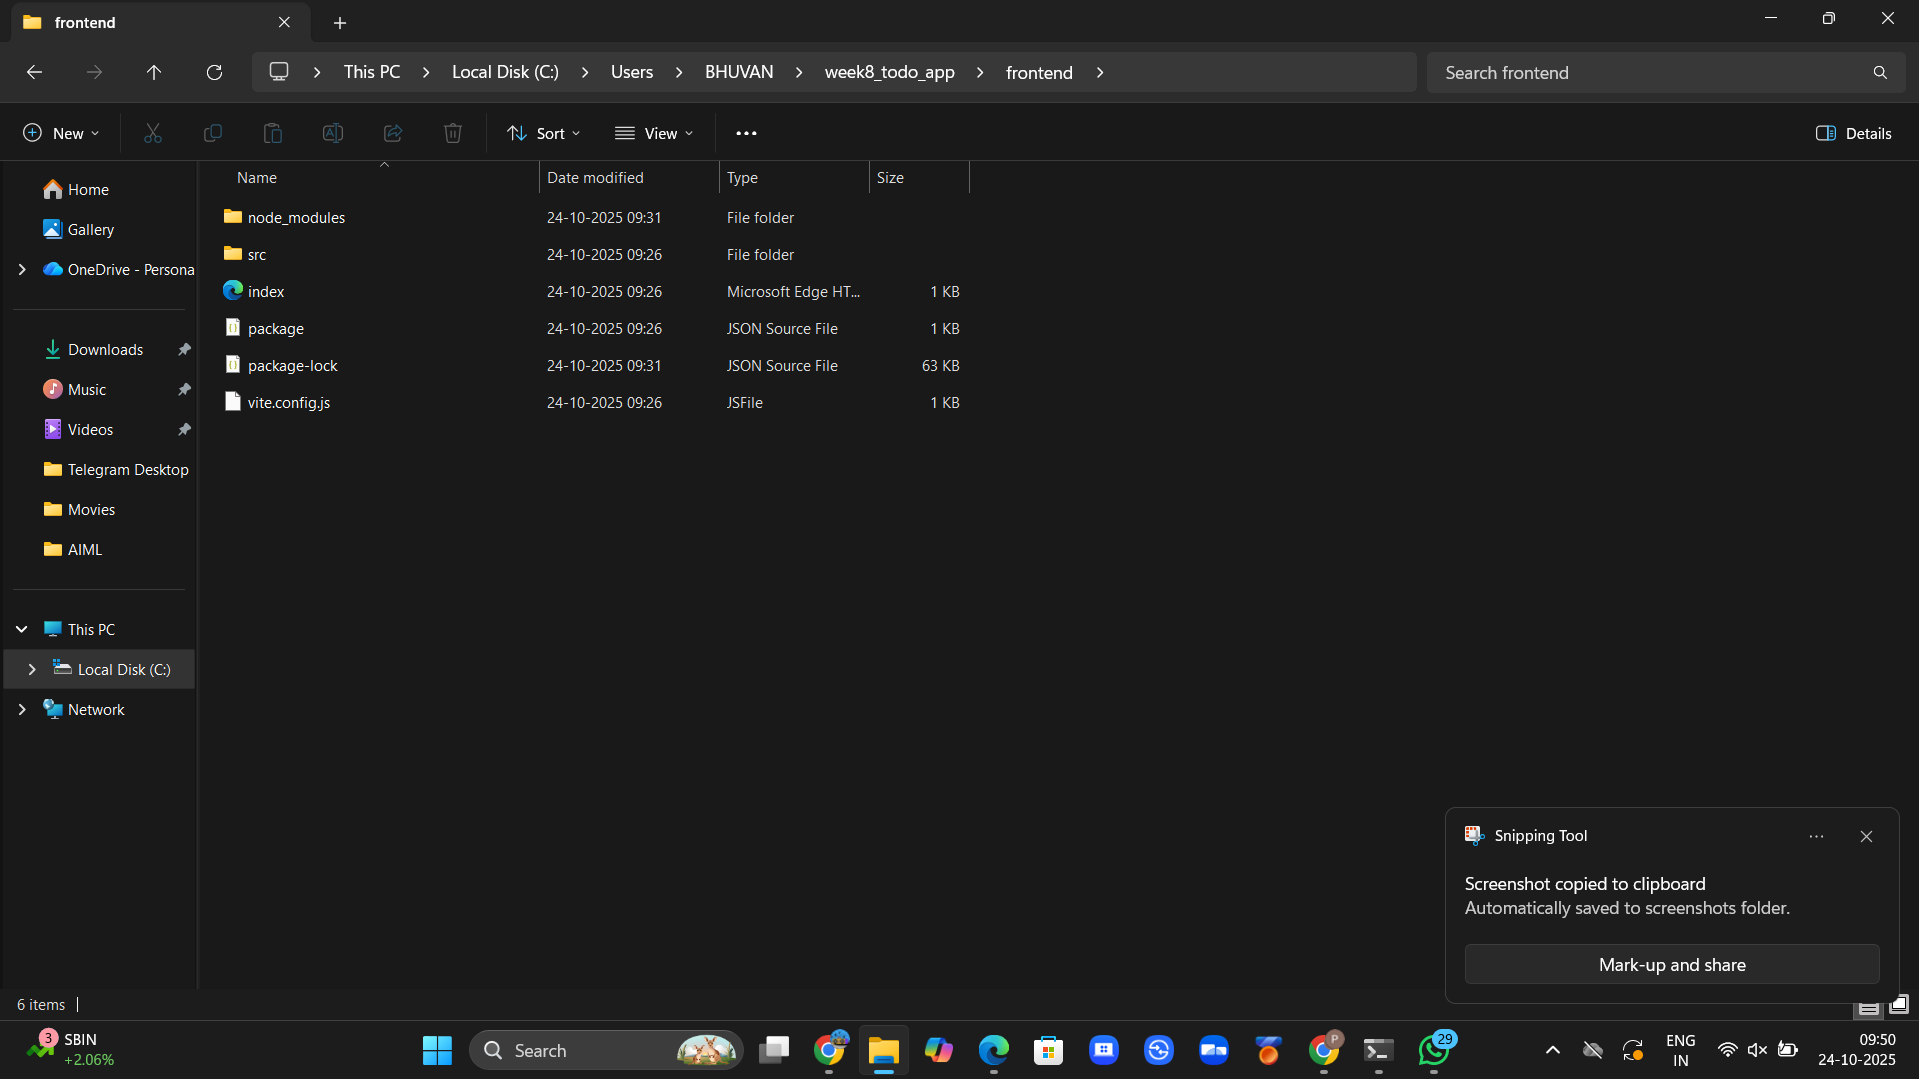 frontend
This PC
Local Disk (C:)
Users
BHUVAN
week8_todo_app
frontend
Search frontend
New
Sort
View
Details
Name
Date modified
Type
Size
node_modules 24-10-2025 09:31 File folder
src 24-10-2025 09:26 File folder
index 24-10-2025 09:26 Microsoft Edge HT... 1 KB
package 24-10-2025 09:26 JSON Source File 1 KB
package-lock 24-10-2025 09:31 JSON Source File 63 KB
vite.config.js 24-10-2025 09:26 JSFile 1 KB
Home
Gallery
OneDrive - Persona
Downloads
Music
Videos
Telegram Desktop
Movies
AIML
This PC
Local Disk (C:)
Network
Snipping Tool
Screenshot copied to clipboard
Automatically saved to screenshots folder.
Mark-up and share
6 items
3
SBIN
+2.06%
Search
P
29
ENG
IN
09:50
24-10-2025